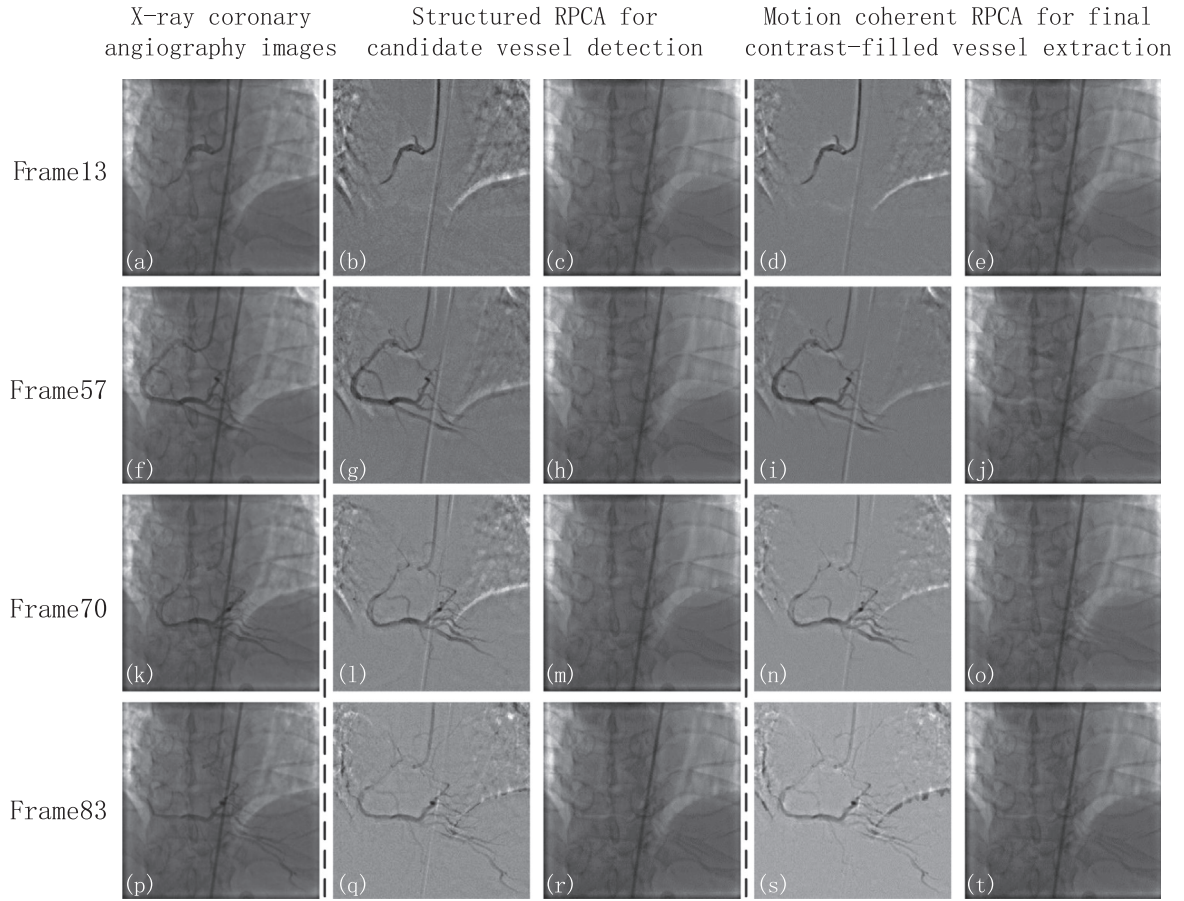 X-ray coronary
angiography images
Structured RPCA for
candidate vessel detection
Motion coherent RPCA for final
contrast-filled vessel extraction
Frame13
(a)
(b)
(c)
(d)
(e)
Frame57
(f)
(g)
(h)
(i)
(j)
Frame70
(k)
(l)
(m)
(n)
(o)
Frame83
(p)
(q)
(r)
(s)
(t)